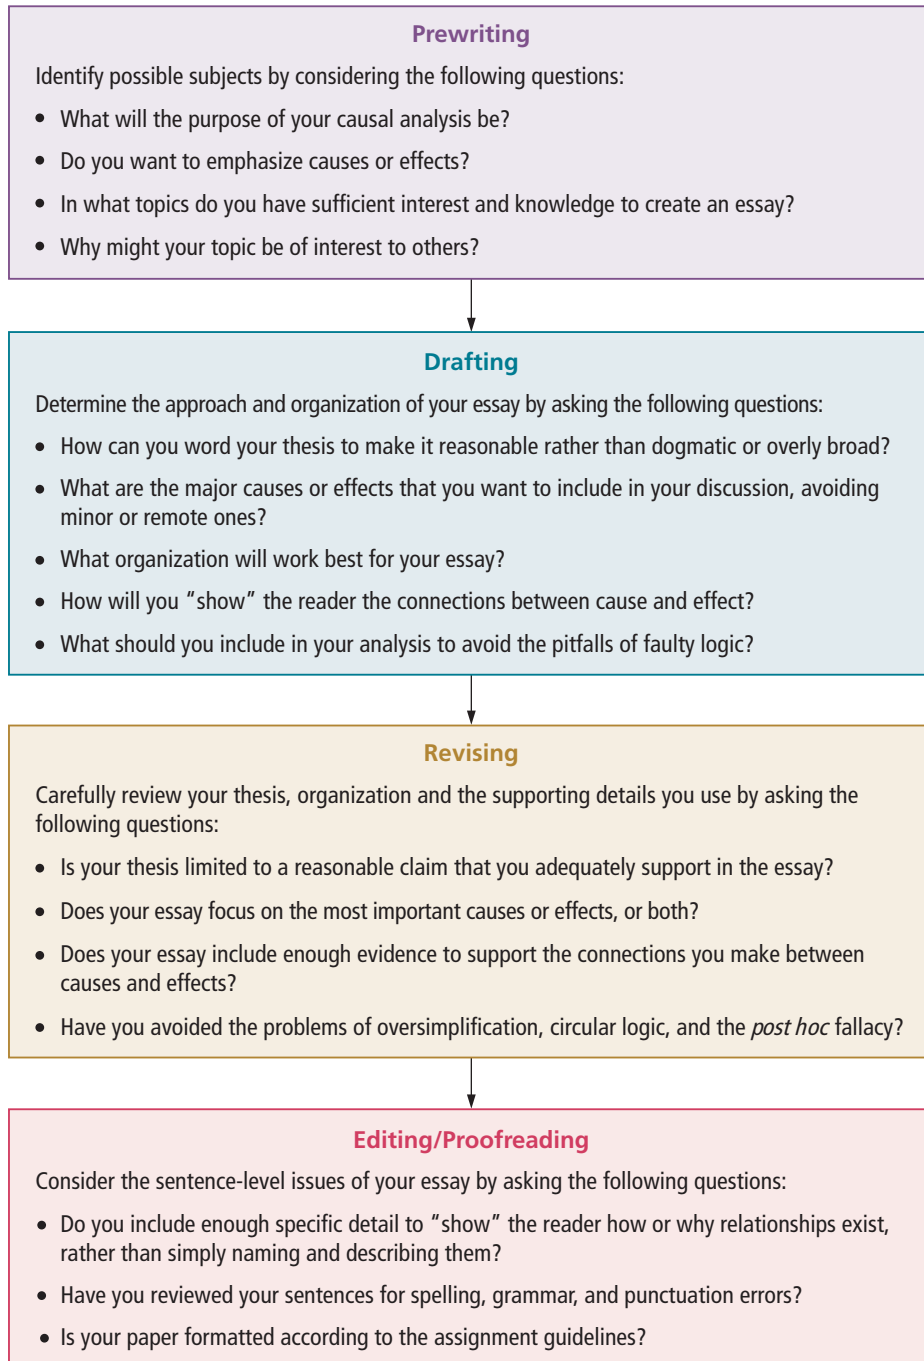 Prewriting
Identify possible subjects by considering the following questions:
• What will the purpose of your causal analysis be?
• Do you want to emphasize causes or effects?
• In what topics do you have sufficient interest and knowledge to create an essay?
• Why might your topic be of interest to others?
Drafting
Determine the approach and organization of your essay by asking the following questions:
• How can you word your thesis to make it reasonable rather than dogmatic or overly broad?
• What are the major causes or effects that you want to include in your discussion, avoiding
minor or remote ones?
• What organization will work best for your essay?
• How will you “show” the reader the connections between cause and effect?
• What should you include in your analysis to avoid the pitfalls of faulty logic?
Revising
Carefully review your thesis, organization and the supporting details you use by asking the
following questions:
• Is your thesis limited to a reasonable claim that you adequately support in the essay?
• Does your essay focus on the most important causes or effects, or both?
• Does your essay include enough evidence to support the connections you make between
causes and effects?
• Have you avoided the problems of oversimplification, circular logic, and the post hoc fallacy?
Editing/Proofreading
Consider the sentence-level issues of your essay by asking the following questions:
• Do you include enough specific detail to “show” the reader how or why relationships exist,
rather than simply naming and describing them?
• Have you reviewed your sentences for spelling, grammar, and punctuation errors?
• Is your paper formatted according to the assignment guidelines?